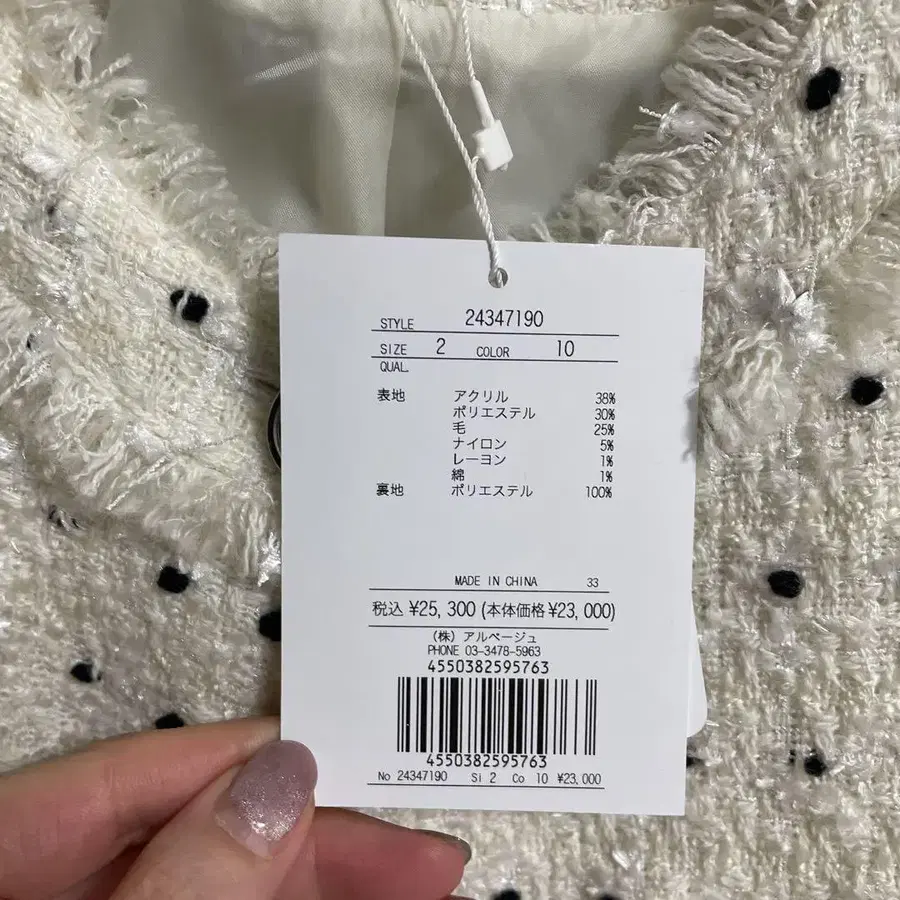 STYLE 24347190
SIZE 2 COLOR 10
QUAL.
表地 アクリル 38%
ポリエステル 30%
毛 25%
ナイロン 5%
レーヨン 1%
綿 1%
裏地 ポリエステル 100%
MADE IN CHINA 33
税込 ¥25,300 (本体価格¥23,000)
(株) アルページュ
PHONE 03-3478-5963
4550382595763
4550382595763
No 24347190 Si 2 Co 10 ¥23,000